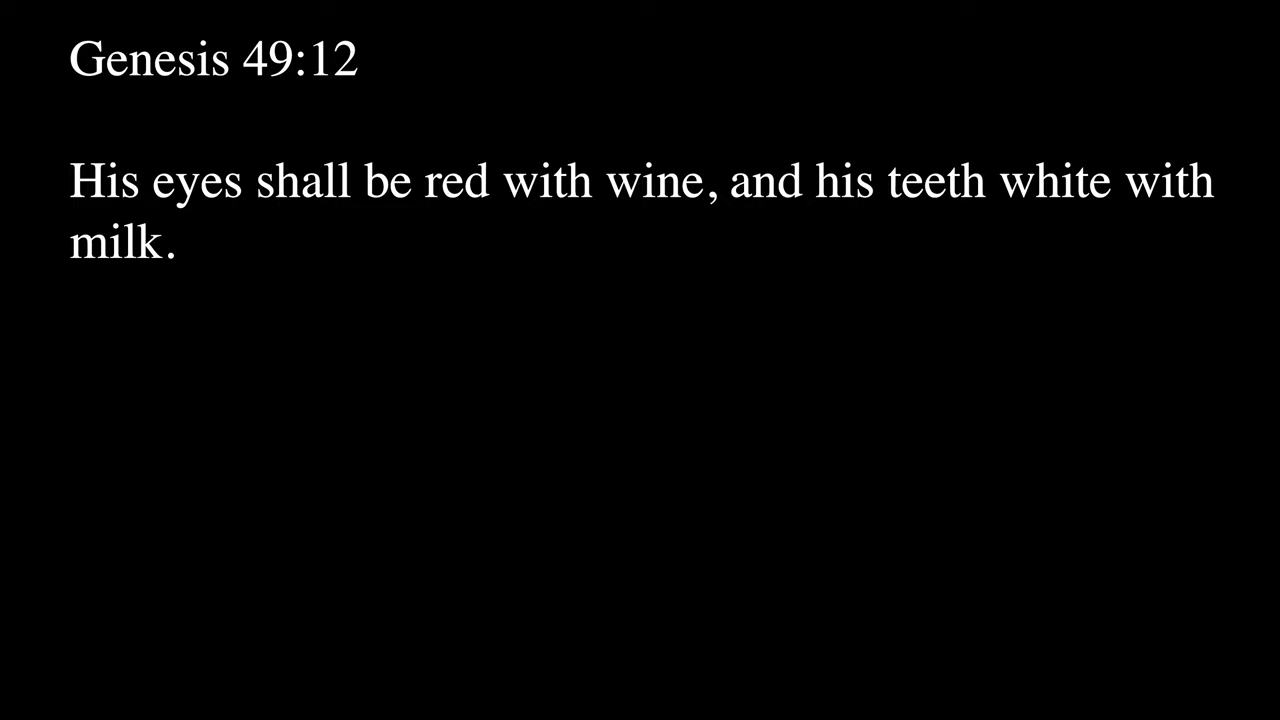 Genesis 49:12
His eyes shall be red with wine, and his teeth white with
milk.